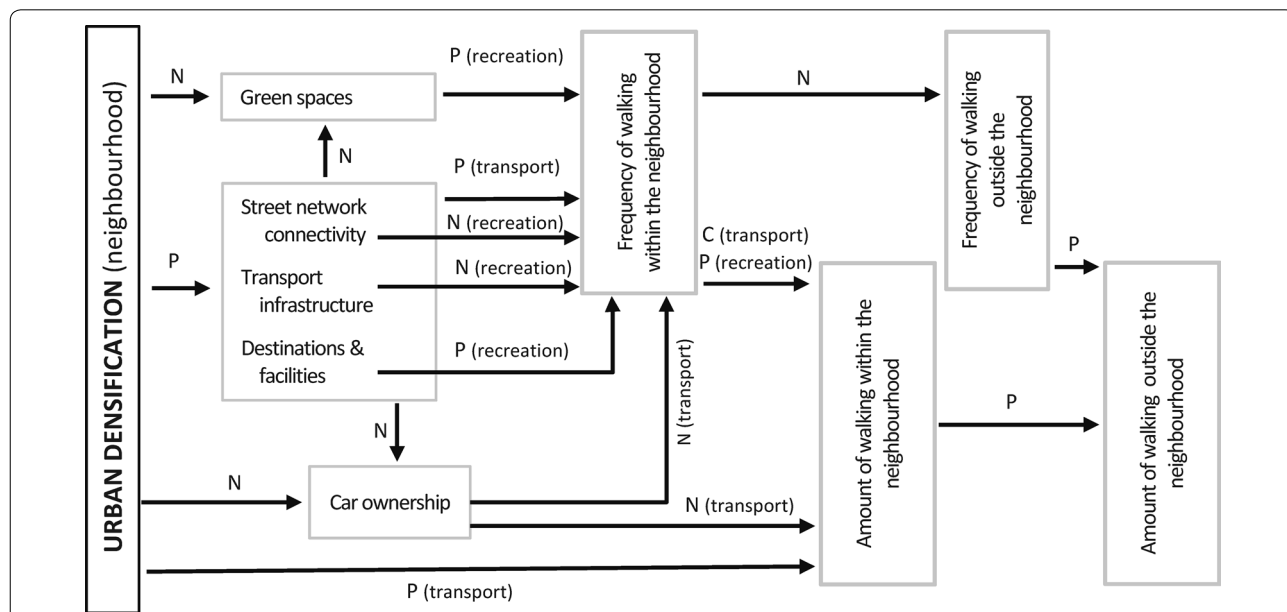 URBAN DENSIFICATION (neighbourhood)
N
Green spaces
P (recreation)
N
Street network
connectivity
Transport
infrastructure
Destinations &
facilities
P
P (transport)
N (recreation)
N (recreation)
P (recreation)
Frequency of walking
within the neighbourhood
N
Frequency of walking
outside the
neighbourhood
C (transport)
P (recreation)
P
N
N
Car ownership
N (transport)
N (transport)
P (transport)
Amount of walking within the
neighbourhood
P
Amount of walking outside the
neighbourhood